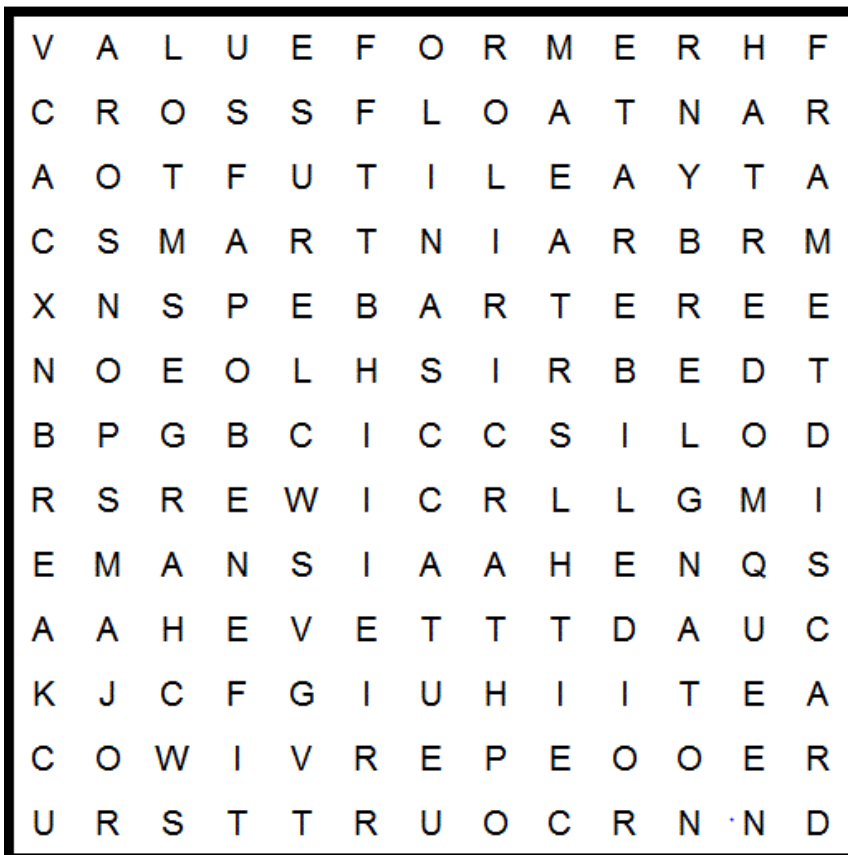 V A L U E F O R M E R H F
C R O S S F L O A T N A R
A O T F U T I L E A Y T A
C S M A R T N I A R B R M
X N S P E B A R T E R E E
N O E O L H S I R B E D T
B P G B C I C C S I L O D
R S R E W I C R L L G M I
E M A N S I A A H E N Q S
A A H E V E T T T D A U C
K J C F G I U H I I T E A
C O W I V R E P E O O E R
U R S T T R U O C R N N D